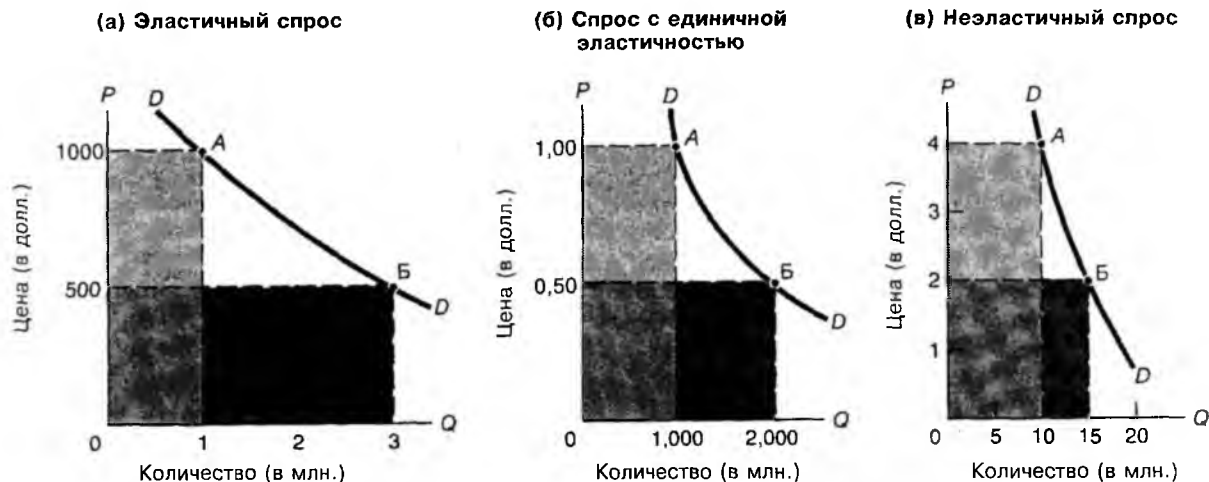 (а) Эластичный спрос
P
D
1000
A
Цена (в долл.)
500
Б
D
Q
0
1
2
3
Количество (в млн.)
(б) Спрос с единичной
эластичностью
P
D
1,00
A
Цена (в долл.)
0,50
Б
D
Q
0
1,000
2,000
Количество (в млн.)
(в) Неэластичный спрос
P
D
4
A
3
Цена (в долл.)
2
Б
1
D
Q
0
5
10
15
20
Количество (в млн.)